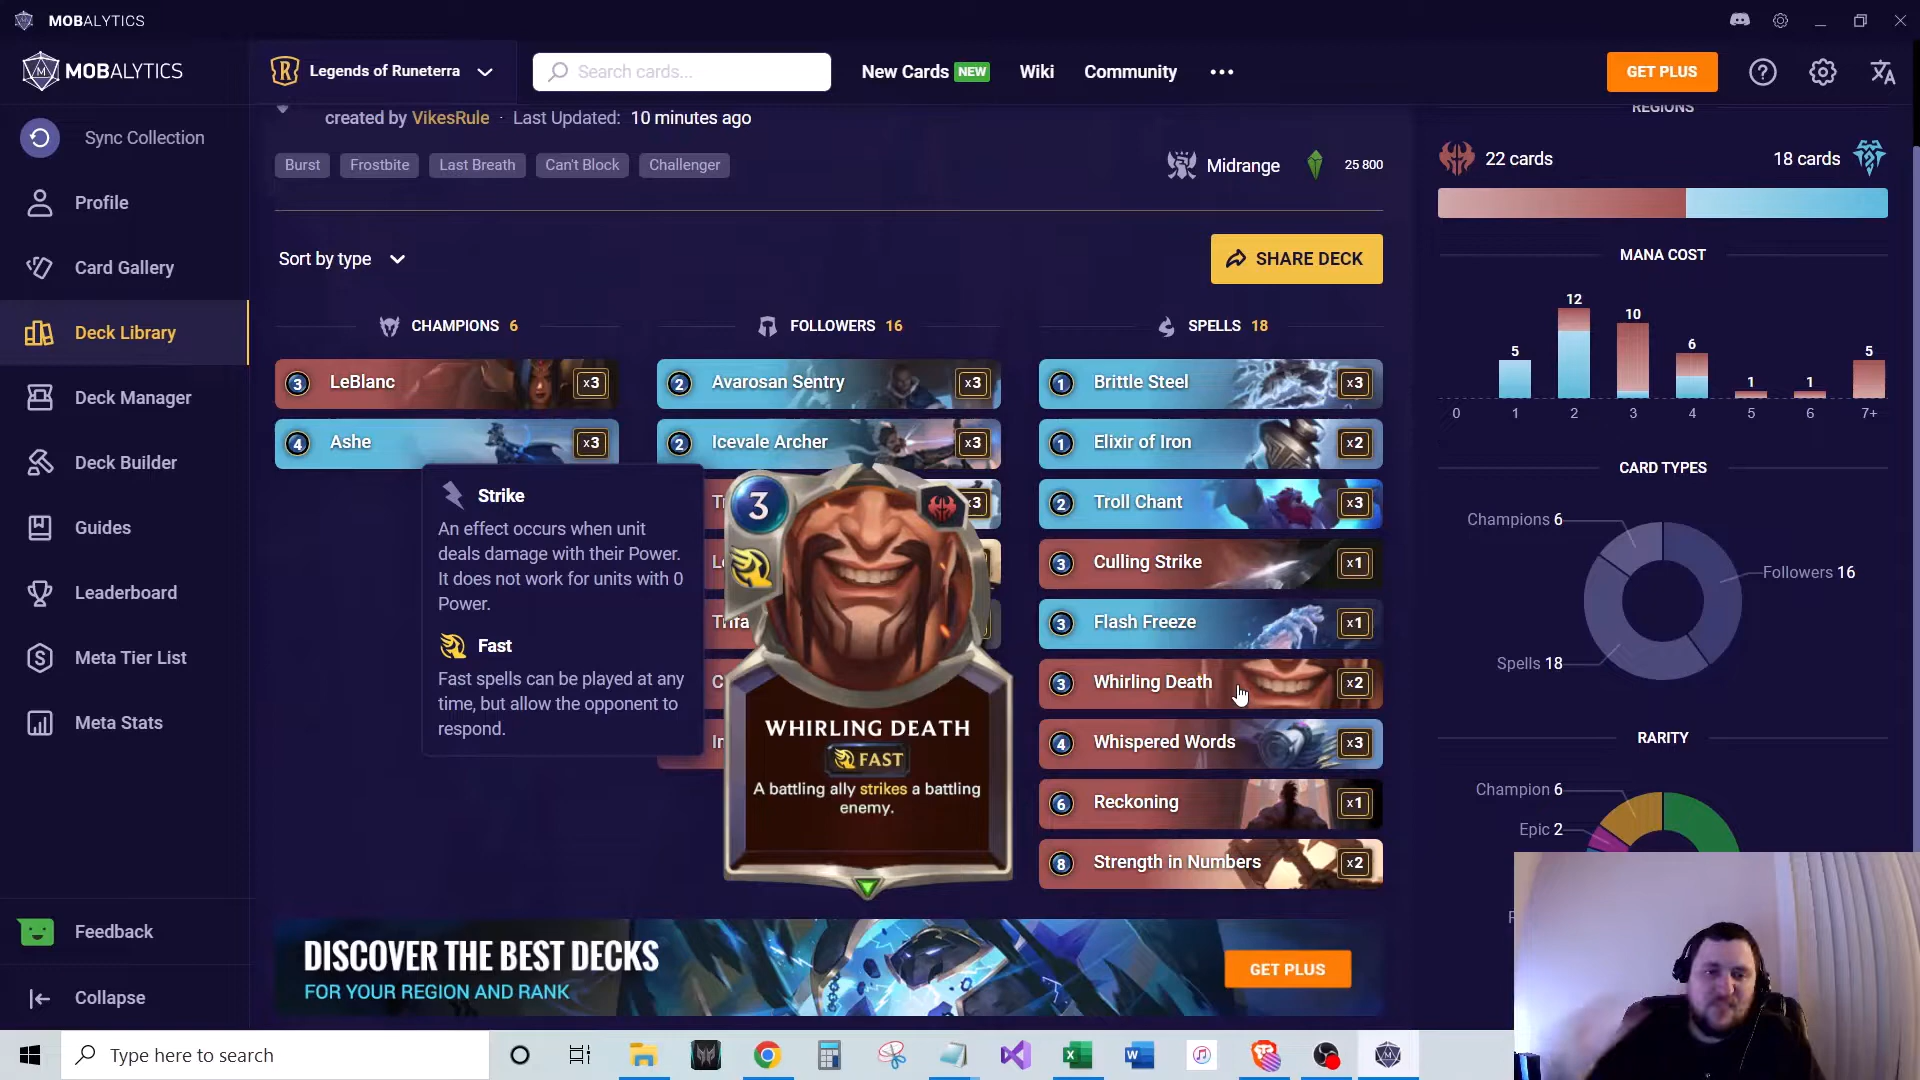 MOBALYTICS
MOBALYTICS
Legends of Runeterra
Search cards...
New Cards NEW
Wiki
Community
GET PLUS
Sync Collection
Profile
Card Gallery
Deck Library
Deck Manager
Deck Builder
Guides
Leaderboard
Meta Tier List
Meta Stats
Feedback
Collapse
created by VikesRule · Last Updated: 10 minutes ago
Burst
Frostbite
Last Breath
Can't Block
Challenger
Midrange
25 800
Sort by type
SHARE DECK
CHAMPIONS 6
3 LeBlanc x3
4 Ashe x3
FOLLOWERS 16
2 Avarosan Sentry x3
2 Icevale Archer x3
x3
Trifa
SPELLS 18
1 Brittle Steel x3
1 Elixir of Iron x2
2 Troll Chant x3
3 Culling Strike x1
3 Flash Freeze x1
3 Whirling Death x2
4 Whispered Words x3
6 Reckoning x1
8 Strength in Numbers x2
Strike
An effect occurs when unit
deals damage with their Power.
It does not work for units with 0
Power.
Fast
Fast spells can be played at any
time, but allow the opponent to
respond.
3
WHIRLING DEATH
FAST
A battling ally strikes a battling
enemy.
REGIONS
22 cards
18 cards
MANA COST
5 12 10 6 1 1 5
0 1 2 3 4 5 6 7+
CARD TYPES
Champions 6
Followers 16
Spells 18
RARITY
Champion 6
Epic 2
DISCOVER THE BEST DECKS
FOR YOUR REGION AND RANK
GET PLUS
Type here to search